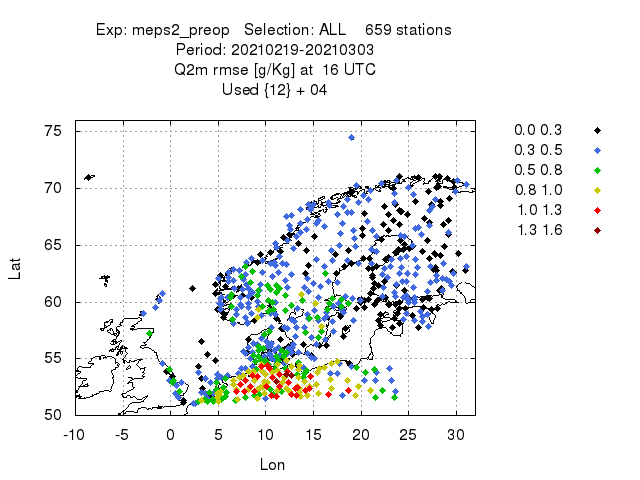 Exp: meps2_preop   Selection: ALL    659 stations
Period: 20210219-20210303
Q2m rmse [g/Kg] at  16 UTC
Used {12} + 04
0.0 0.3
0.3 0.5
0.5 0.8
0.8 1.0
1.0 1.3
1.3 1.6
75
70
65
60
55
50
Lat
-10 -5 0 5 10 15 20 25 30
Lon